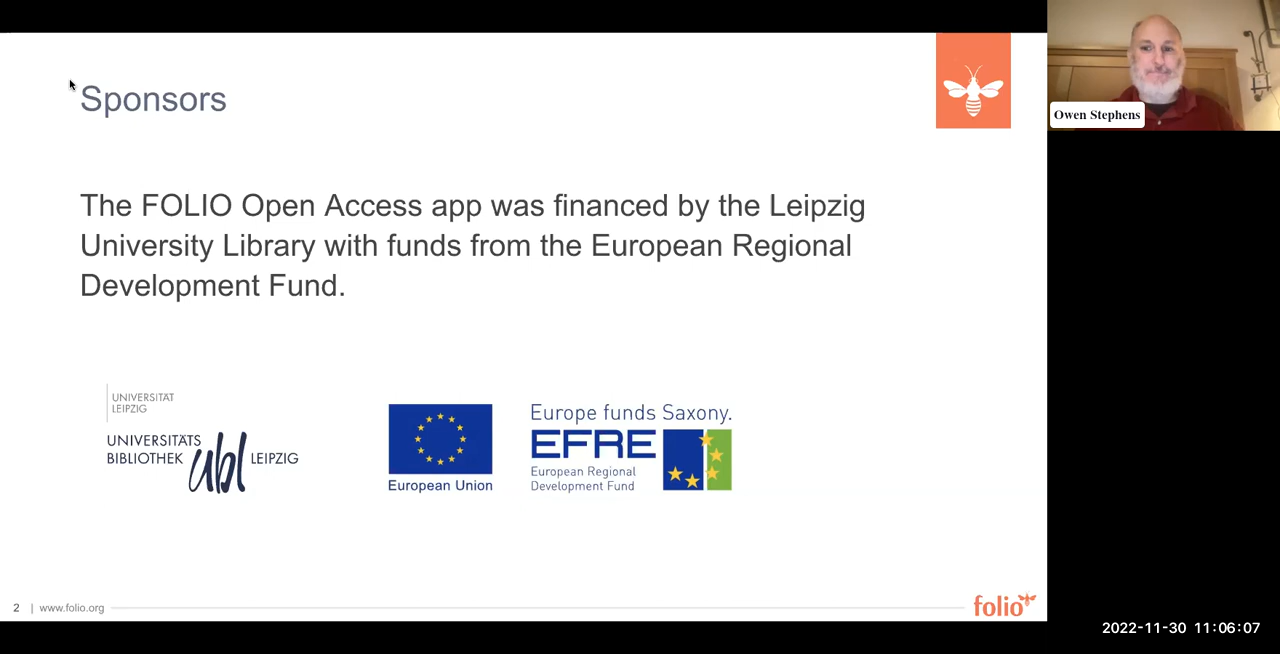 Sponsors
The FOLIO Open Access app was financed by the Leipzig
University Library with funds from the European Regional
Development Fund.
UNIVERSITÄT
LEIPZIG
UNIVERSITÄTS
BIBLIOTHEK ubl LEIPZIG
European Union
Europe funds Saxony.
EFRE
European Regional
Development Fund
2 | www.folio.org
folio
Owen Stephens
2022-11-30 11:06:07